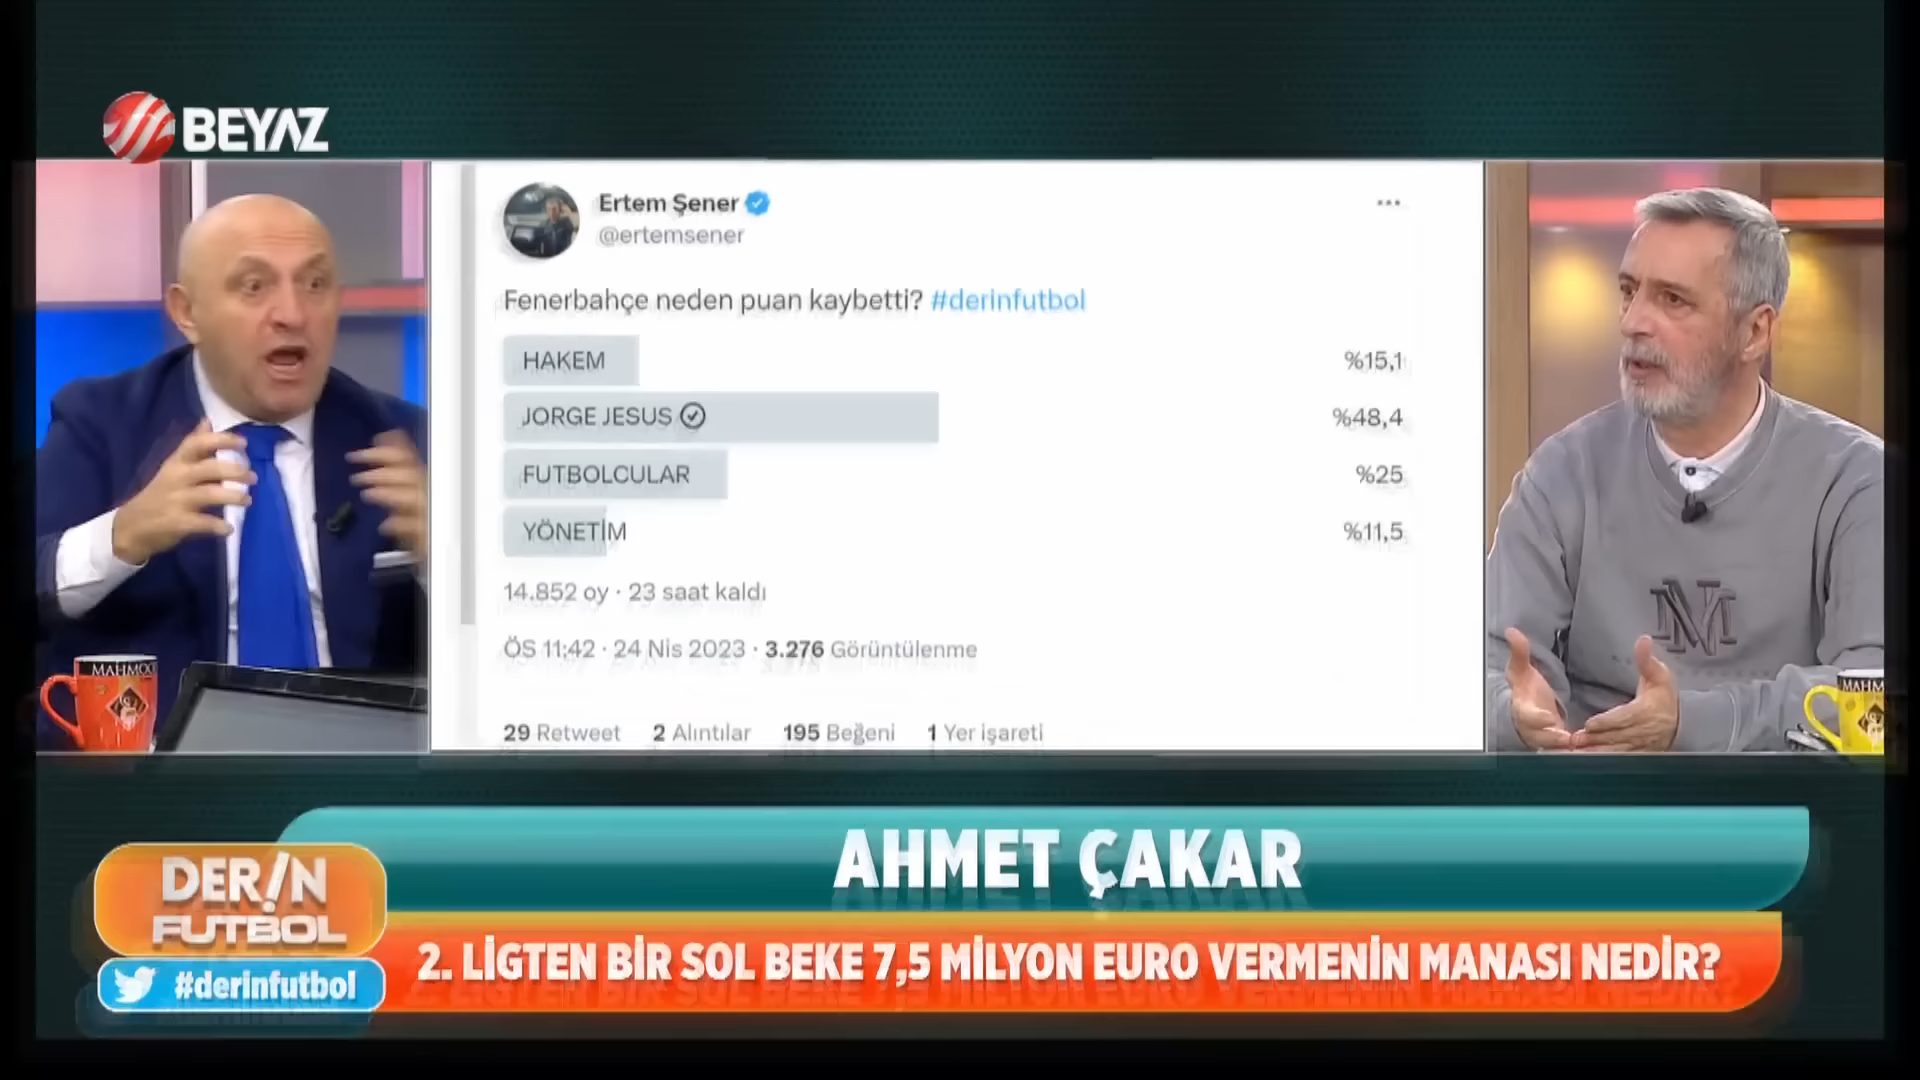 BEYAZ
Ertem Şener
@ertemsener
Fenerbahçe neden puan kaybetti? #derinfutbol
HAKEM %15,1
JORGE JESUS %48,4
FUTBOLCULAR %25
YÖNETİM %11,5
14.852 oy · 23 saat kaldı
ÖS 11:42 · 24 Nis 2023 · 3.276 Görüntülenme
29 Retweet 2 Alıntılar 195 Beğeni 1 Yer işareti
MAHMOO
NM
MAHM
AHMET ÇAKAR
DERİN
FUTBOL
#derinfutbol
2. LİGTEN BİR SOL BEKE 7,5 MİLYON EURO VERMENİN MANASI NEDİR?